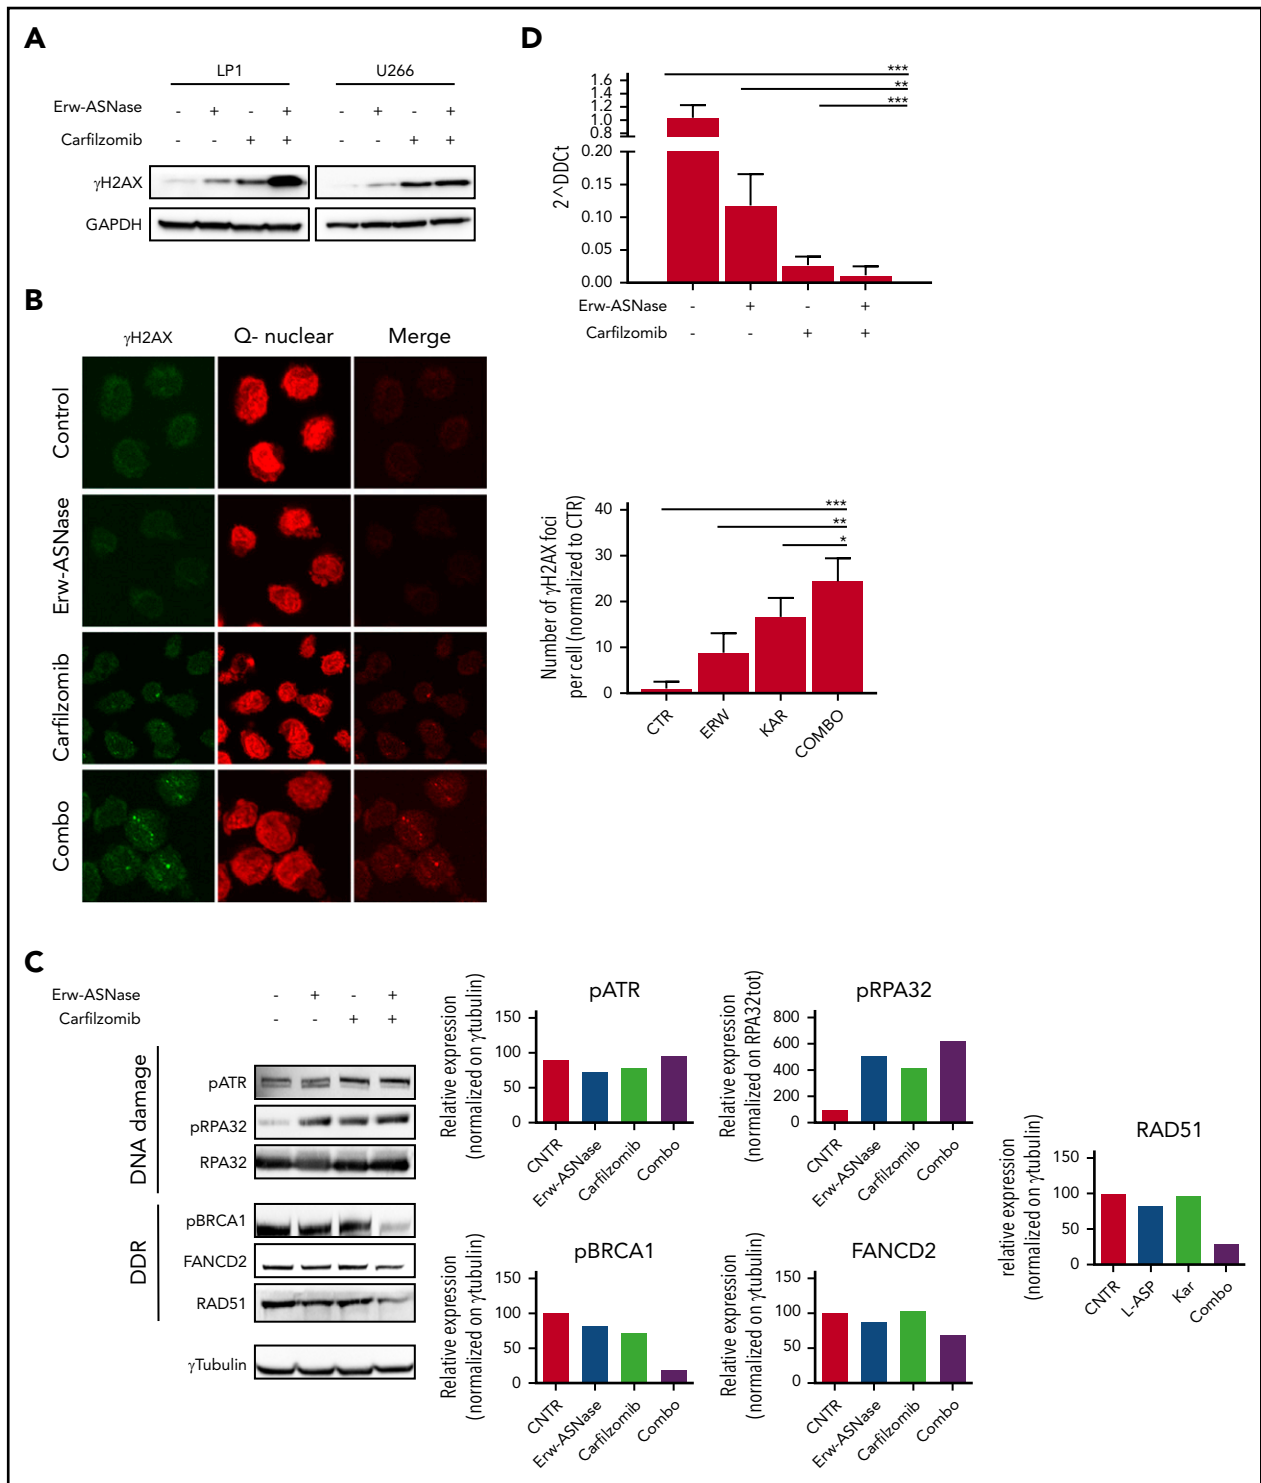 A
LP1 U266
Erw-ASNase - + - + - + - +
Carfilzomib - - + + - - + +
γH2AX
GAPDH
B
γH2AX Q- nuclear Merge
Control
Erw-ASNase
Carfilzomib
Combo
D
***
**
***
2^DDCt
1.6
1.4
1.2
1.0
0.8
0.20
0.15
0.10
0.05
0.00
Erw-ASNase - + - +
Carfilzomib - - + +
Number of γH2AX foci
per cell (normalized to CTR)
***
**
*
40
30
20
10
0
CTR ERW KAR COMBO
C
Erw-ASNase - + - +
Carfilzomib - - + +
DNA damage
pATR
pRPA32
RPA32
DDR
pBRCA1
FANCD2
RAD51
γTubulin
pATR
Relative expression
(normalized on γtubulin)
150
100
50
0
CNTR Erw-ASNase Carfilzomib Combo
pRPA32
Relative expression
(normalized on RPA32tot)
800
600
400
200
0
CNTR Erw-ASNase Carfilzomib Combo
pBRCA1
Relative expression
(normalized on γtubulin)
150
100
50
0
CNTR Erw-ASNase Carfilzomib Combo
FANCD2
Relative expression
(normalized on γtubulin)
150
100
50
0
CNTR Erw-ASNase Carfilzomib Combo
RAD51
relative expression
(normalized on γtubulin)
150
100
50
0
CNTR L-ASP Kar Combo